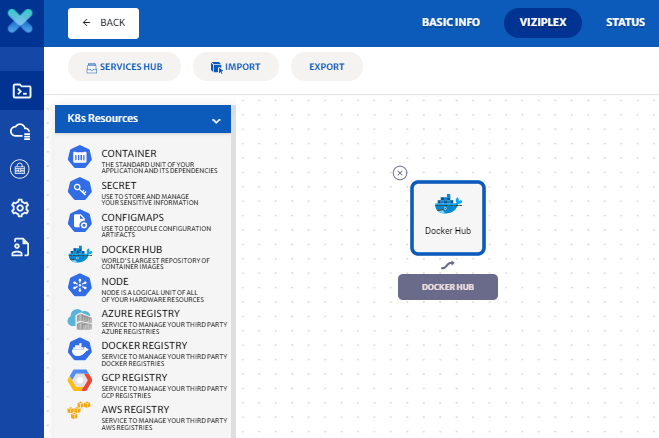 BACK
BASIC INFO
VIZIPLEX
STATUS
SERVICES HUB
IMPORT
EXPORT
K8s Resources
CONTAINER
THE STANDARD UNIT OF YOUR
APPLICATION AND ITS DEPENDENCIES
SECRET
USE TO STORE AND MANAGE
YOUR SENSITIVE INFORMATION
CONFIGMAPS
USE TO DECOUPLE CONFIGURATION
ARTIFACTS
DOCKER HUB
WORLD'S LARGEST REPOSITORY OF
CONTAINER IMAGES
NODE
NODE IS A LOGICAL UNIT OF ALL
OF YOUR HARDWARE RESOURCES
AZURE REGISTRY
SERVICE TO MANAGE YOUR THIRD PARTY
AZURE REGISTRIES
DOCKER REGISTRY
SERVICE TO MANAGE YOUR THIRD PARTY
DOCKER REGISTRIES
GCP REGISTRY
SERVICE TO MANAGE YOUR THIRD PARTY
GCP REGISTRIES
AWS REGISTRY
SERVICE TO MANAGE YOUR THIRD PARTY
AWS REGISTRIES
Docker Hub
DOCKER HUB